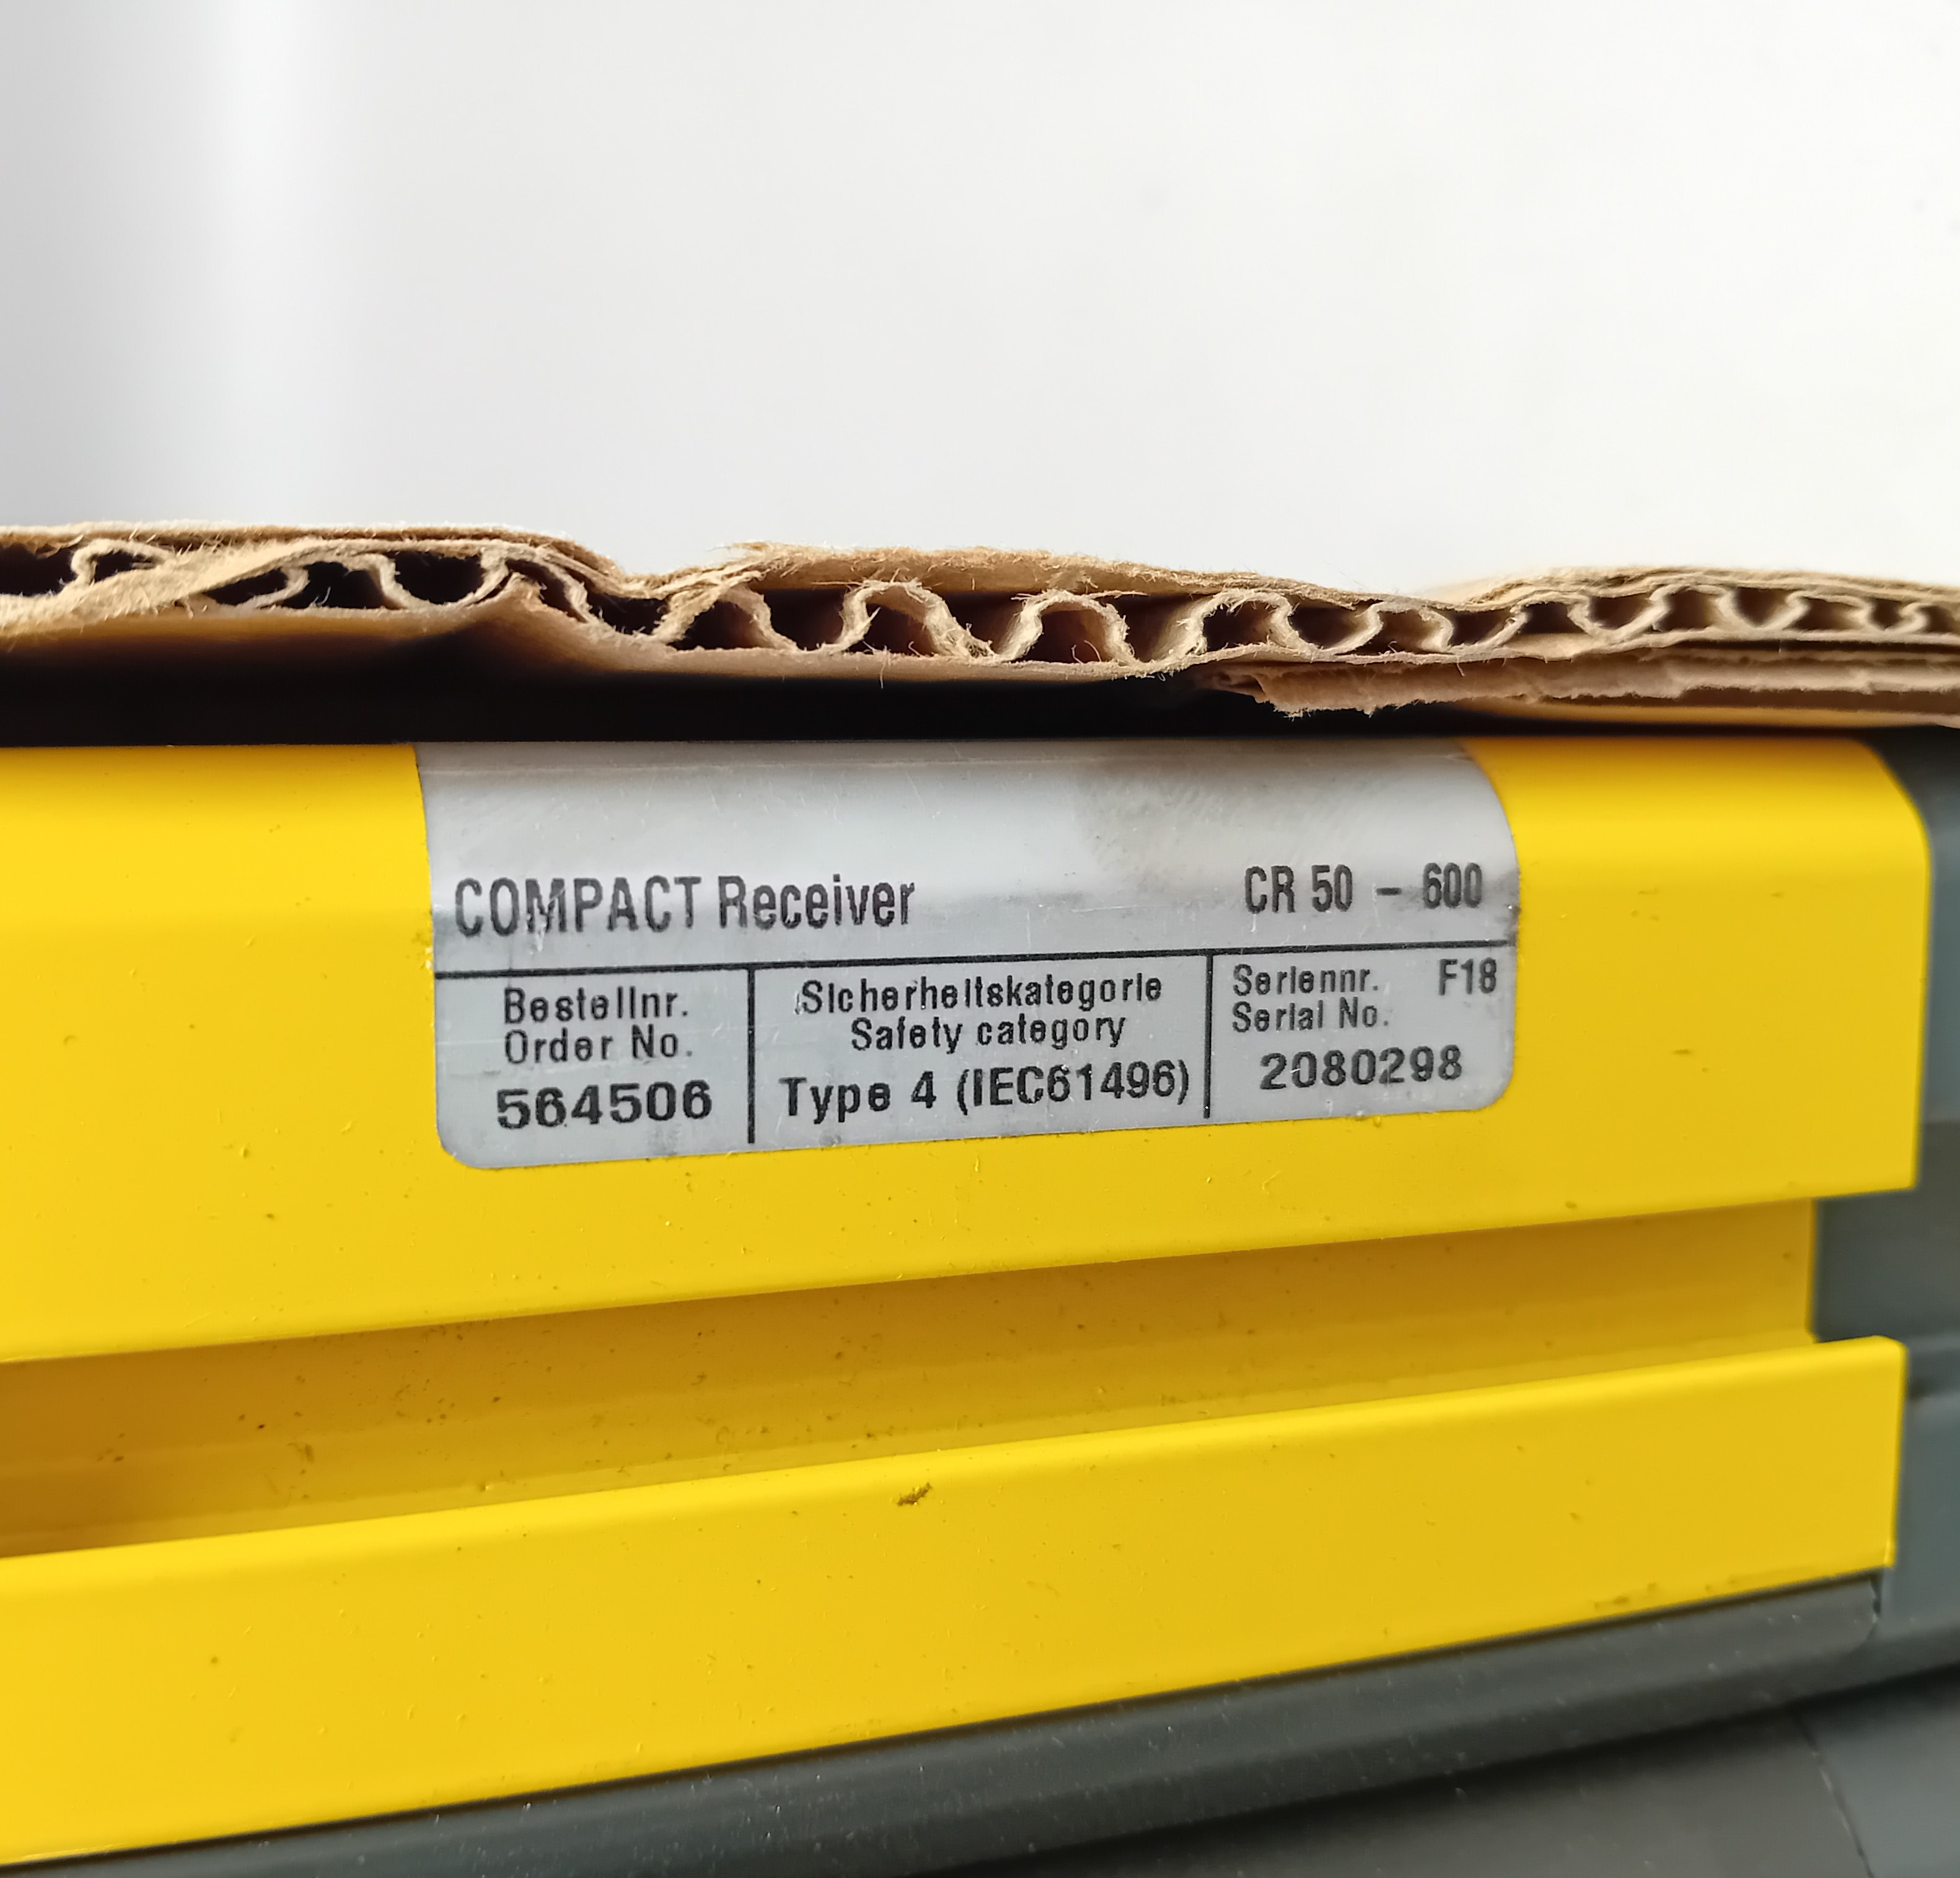 COMPACT Receiver CR 50 - 600
Bestellnr.
Order No.
564506
Sicherheitskategorie
Safety category
Type 4 (IEC61496)
Seriennr. F18
Serial No.
2080298